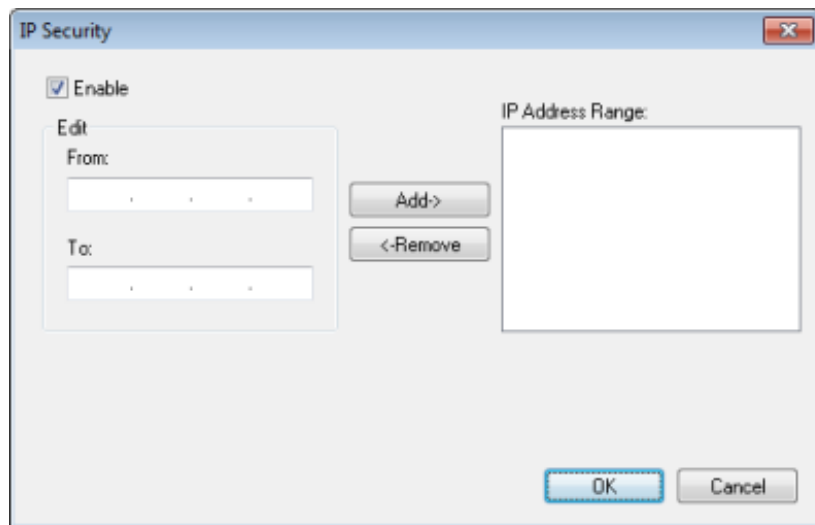 IP Security
Enable
Edit
From:
. . .
To:
. . .
Add->
<-Remove
IP Address Range:
OK
Cancel